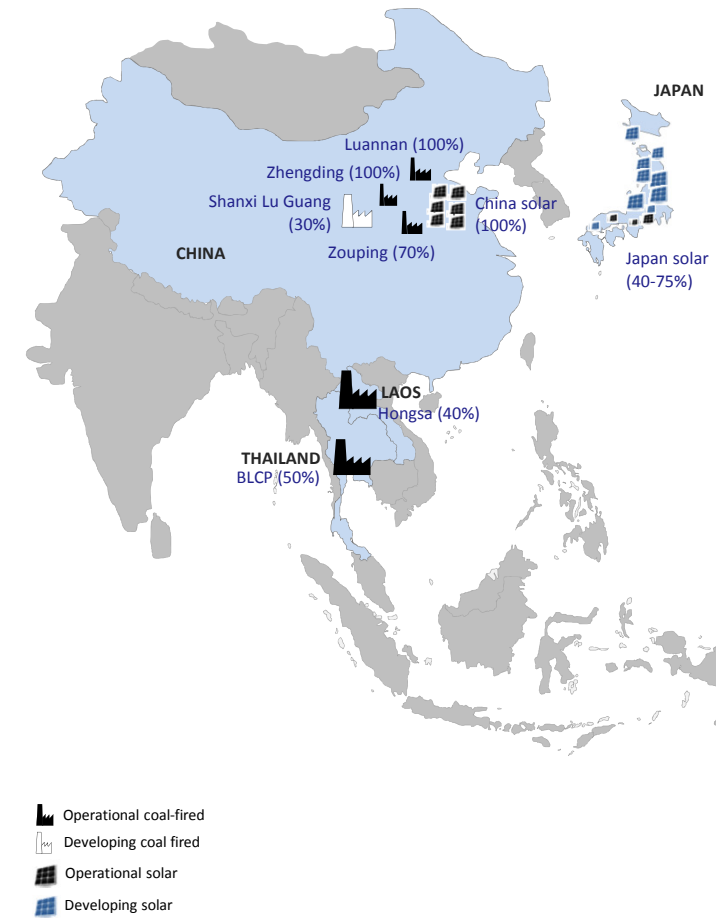 JAPAN
Luannan (100%)
Zhengding (100%)
Shanxi Lu Guang
(30%)
China solar
(100%)
Zouping (70%)
CHINA
Japan solar
(40-75%)
LAOS
Hongsa (40%)
THAILAND
BLCP (50%)
Operational coal-fired
Developing coal fired
Operational solar
Developing solar